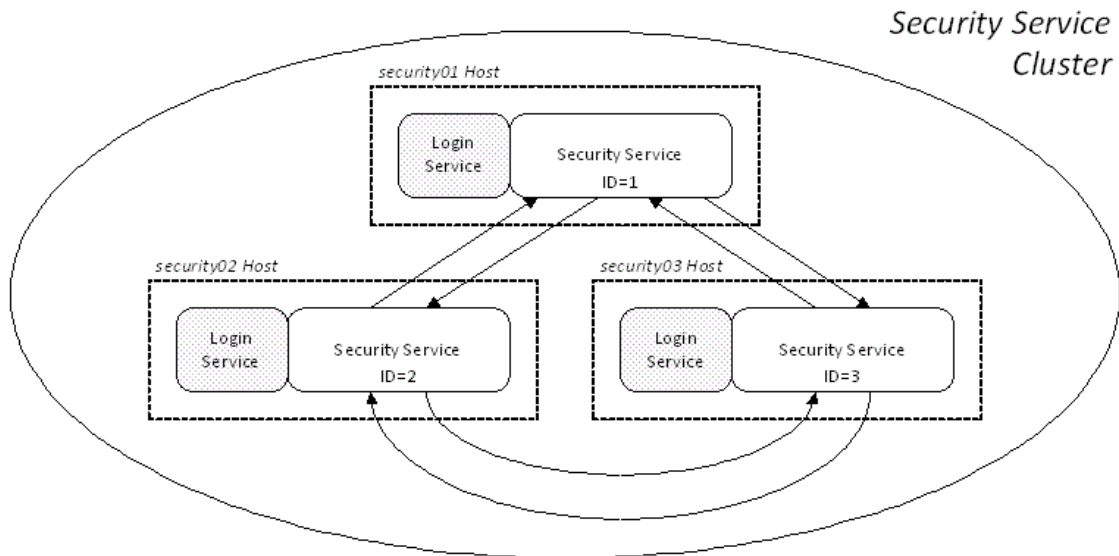 Security Service
Cluster
security01 Host
Login
Service
Security Service
ID=1
security02 Host
Login
Service
Security Service
ID=2
security03 Host
Login
Service
Security Service
ID=3